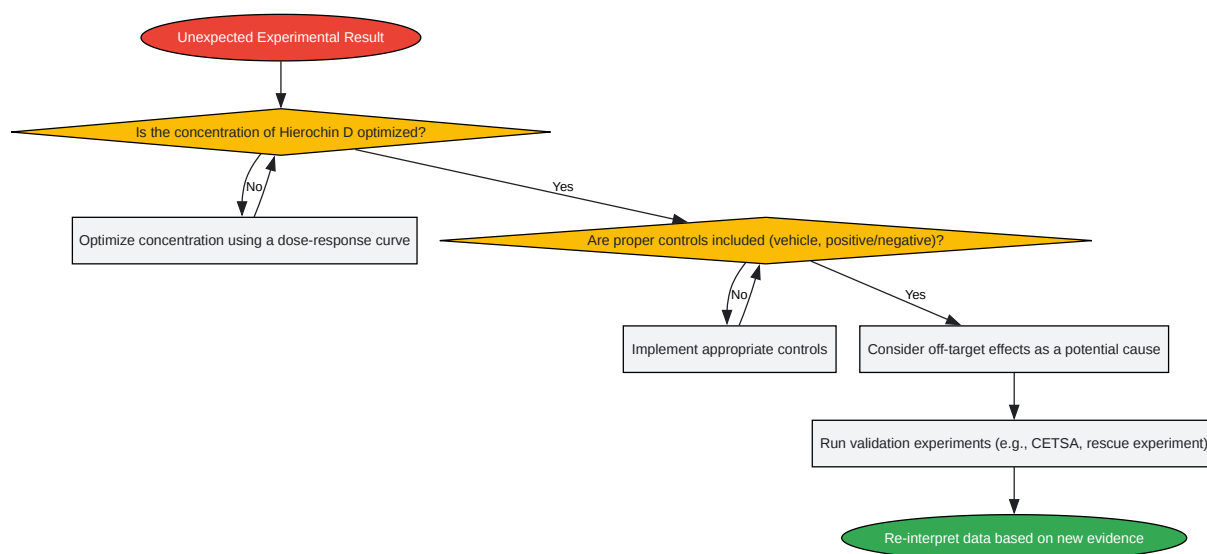 Unexpected Experimental Result
Is the concentration of Hierochin D optimized?
No
Yes
Optimize concentration using a dose-response curve
Are proper controls included (vehicle, positive/negative)?
No
Yes
Implement appropriate controls
Consider off-target effects as a potential cause
Run validation experiments (e.g., CETSA, rescue experiment)
Re-interpret data based on new evidence